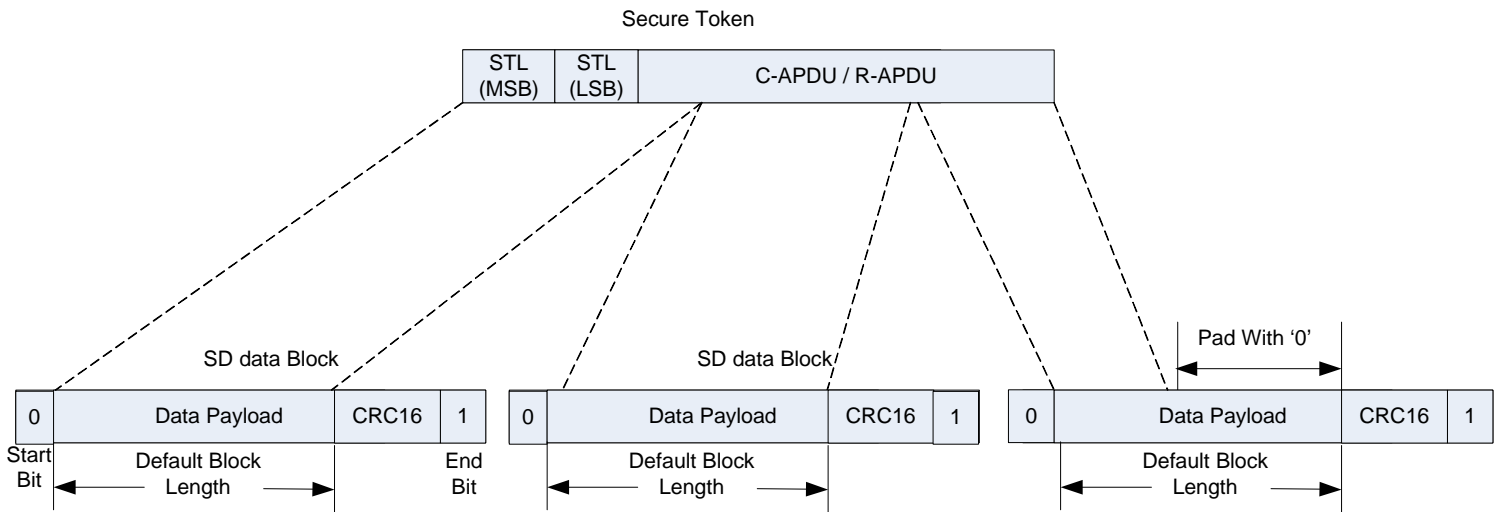 Secure Token
STL
(MSB)
STL
(LSB)
C-APDU / R-APDU
Pad With ‘0’
SD data Block
SD data Block
0
Data Payload
CRC16
1
0
Data Payload
CRC16
1
0
Data Payload
CRC16
1
Start
Bit
Default Block
Length
End
Bit
Default Block
Length
Default Block
Length